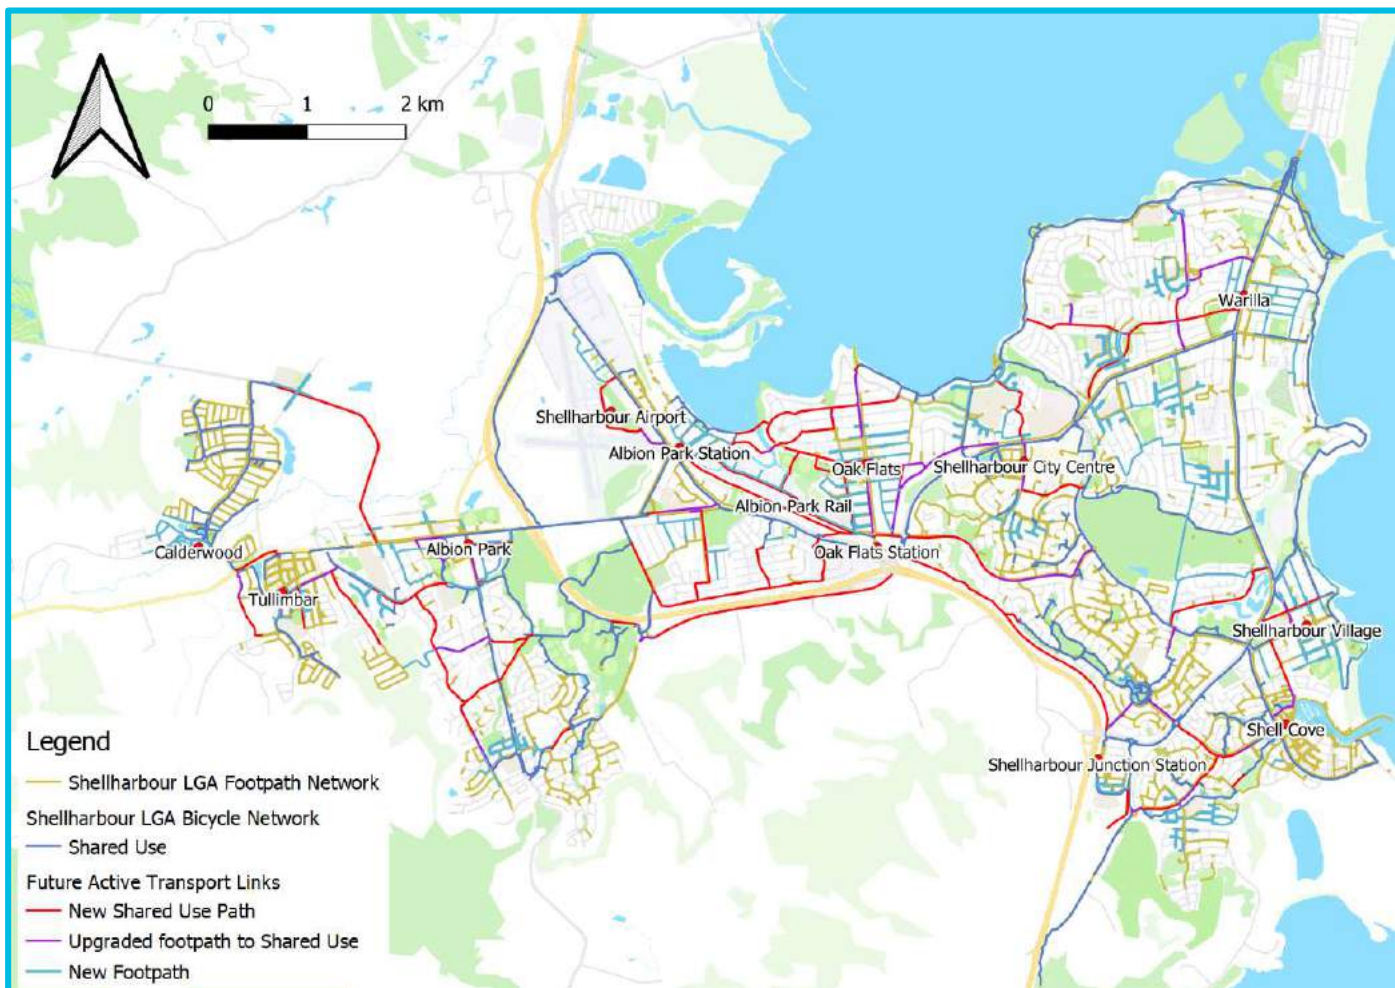 0 1 2 km
Warilla
Shellharbour Airport
Albion Park Station
Oak Flats
Shellharbour City Centre
Albion Park Rail
Calderwood
Albion Park
Oak Flats Station
Tullimbar
Shellharbour Village
Shell Cove
Shellharbour Junction Station
Legend
Shellharbour LGA Footpath Network
Shellharbour LGA Bicycle Network
Shared Use
Future Active Transport Links
New Shared Use Path
Upgraded footpath to Shared Use
New Footpath